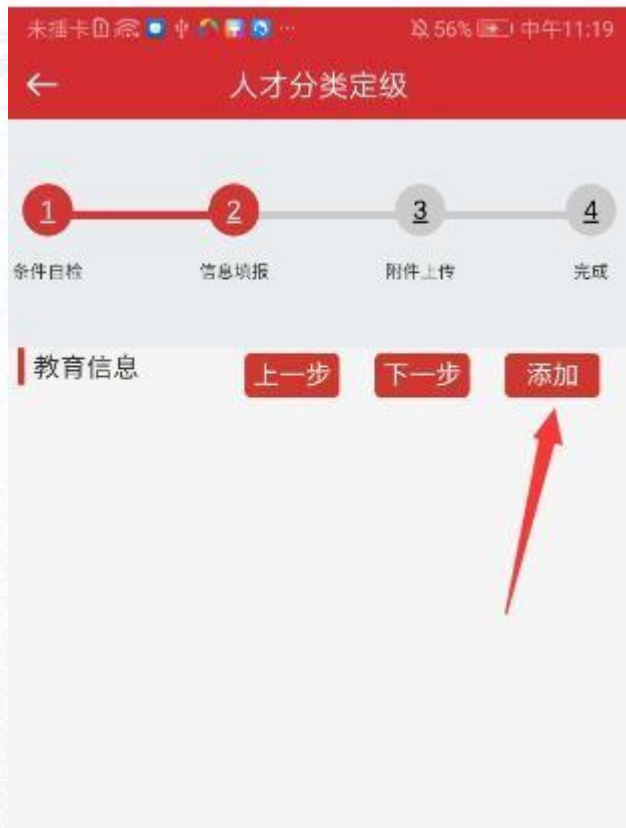 未插卡 56% 中午11:19
人才分类定级
1 2 3 4
条件自检 信息填报 附件上传 完成
教育信息 上一步 下一步 添加